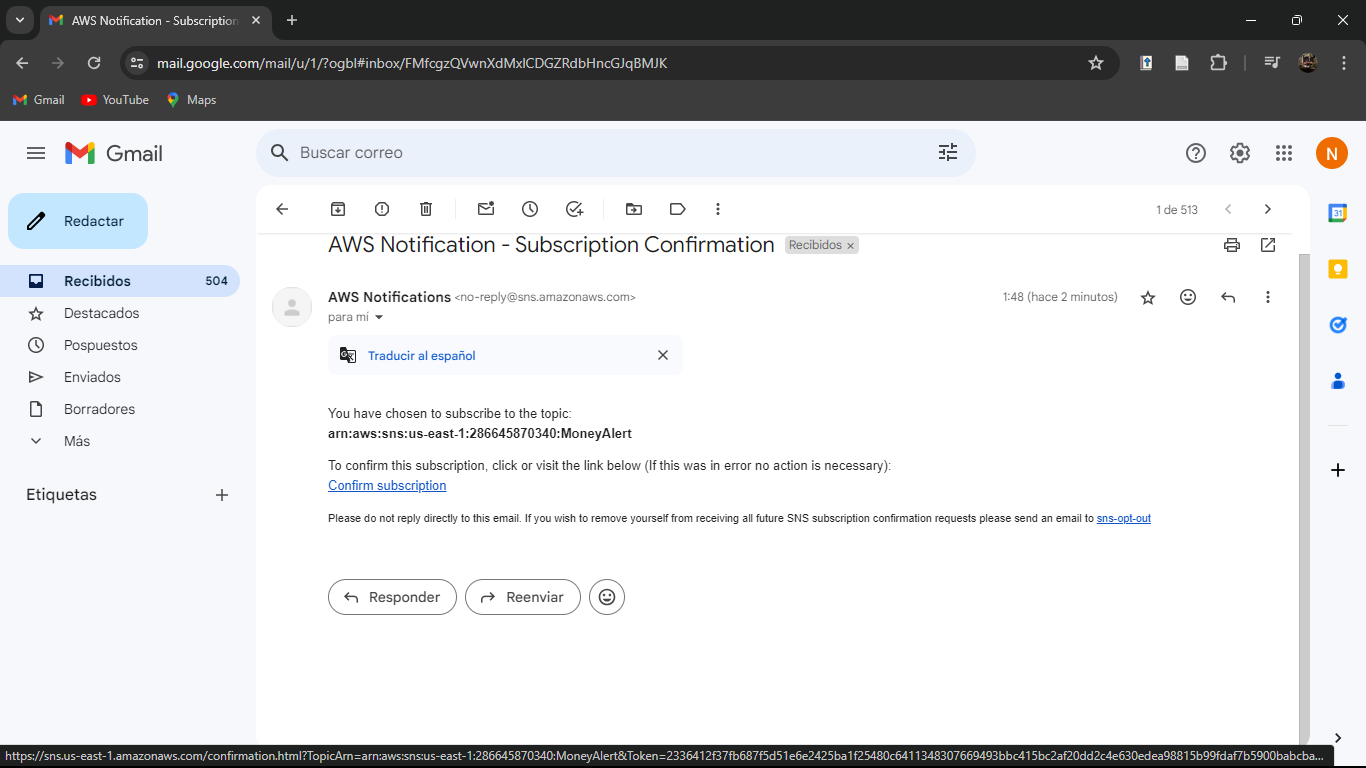 AWS Notification - Subscription
mail.google.com/mail/u/1/?ogbl#inbox/FMfcgzQVwnXdMxlCDGZRdbHncGJqBMJK
Gmail YouTube Maps
Gmail
Buscar correo
N
Redactar
1 de 513
31
AWS Notification - Subscription Confirmation Recibidos ×
Recibidos 504
Destacados
Pospuestos
Enviados
Borradores
Más
Etiquetas
AWS Notifications <no-reply@sns.amazonaws.com>
1:48 (hace 2 minutos)
para mí
Traducir al español
You have chosen to subscribe to the topic:
arn:aws:sns:us-east-1:286645870340:MoneyAlert
To confirm this subscription, click or visit the link below (If this was in error no action is necessary):
Confirm subscription
Please do not reply directly to this email. If you wish to remove yourself from receiving all future SNS subscription confirmation requests please send an email to sns-opt-out
Responder Reenviar
https://sns.us-east-1.amazonaws.com/confirmation.html?TopicArn=arn:aws:sns:us-east-1:286645870340:MoneyAlert&Token=2336412f37fb687f5d51e6e2425ba1f25480c6411348307669493bbc415bc2af20dd2c4e630edea98815b99fdaf7b5900babcba...